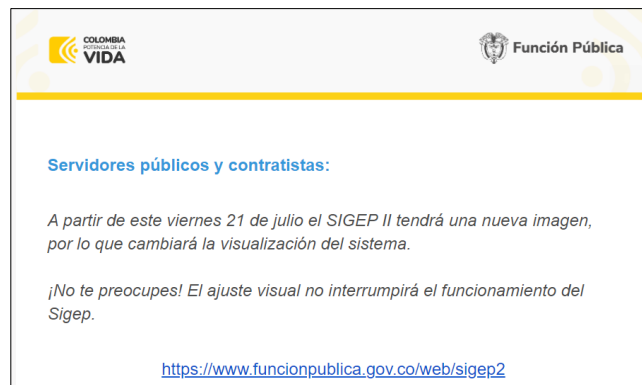 COLOMBIA
POTENCIA DE LA
VIDA
Función Pública
Servidores públicos y contratistas:
A partir de este viernes 21 de julio el SIGEP II tendrá una nueva imagen,
por lo que cambiará la visualización del sistema.
¡No te preocupes! El ajuste visual no interrumpirá el funcionamiento del
Sigep.
https://www.funcionpublica.gov.co/web/sigep2